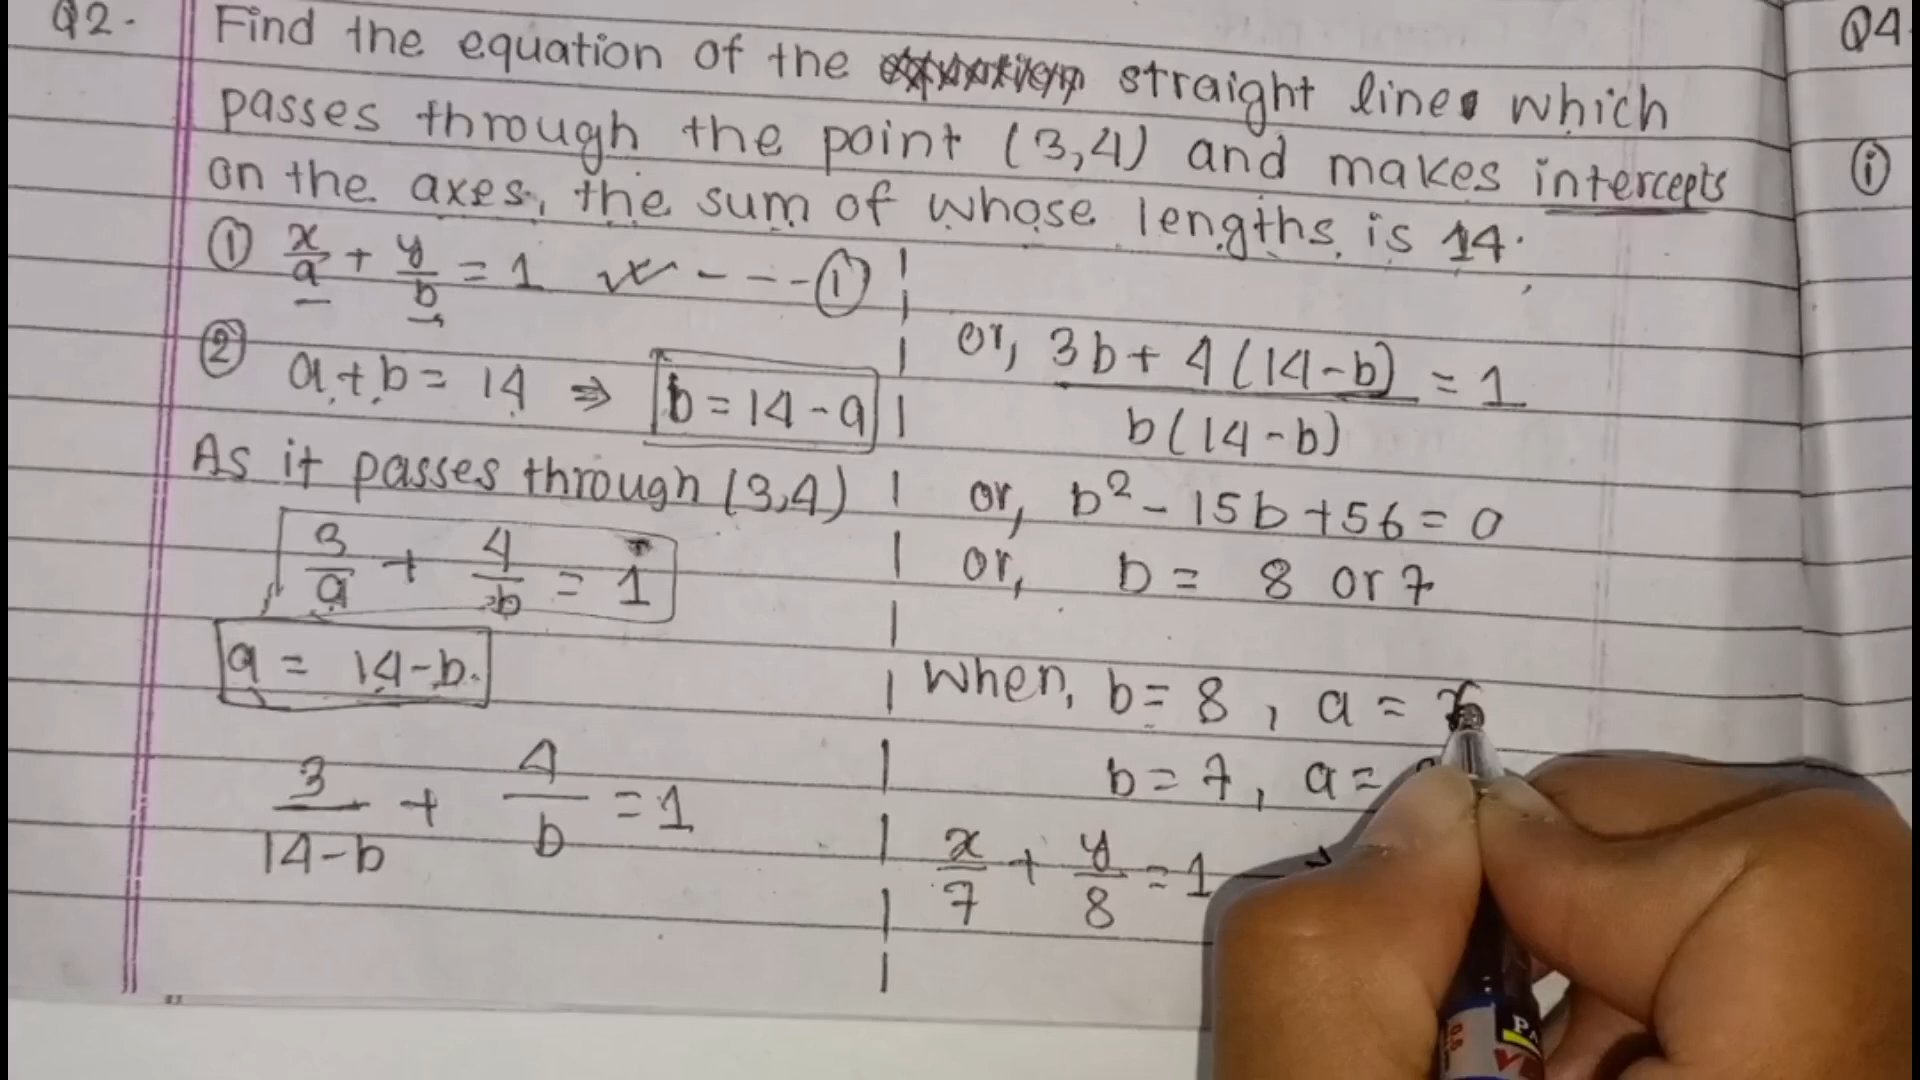 Q2. Find the equation of the straight line which
passes through the point (3,4) and makes intercepts
on the axes, the sum of whose lengths is 14.
① x/a + y/b = 1 ---①
② a+b = 14 ⇒ b = 14-a
As it passes through (3,4)
3/a + 4/b = 1
a = 14-b.
3/14-b + 4/b = 1
or, 3b + 4(14-b)/b(14-b) = 1
or, b² - 15b + 56 = 0
or, b = 8 or 7
When, b = 8, a =
b = 7, a =
x/7 + y/8 = 1
Q4.
i
0.6